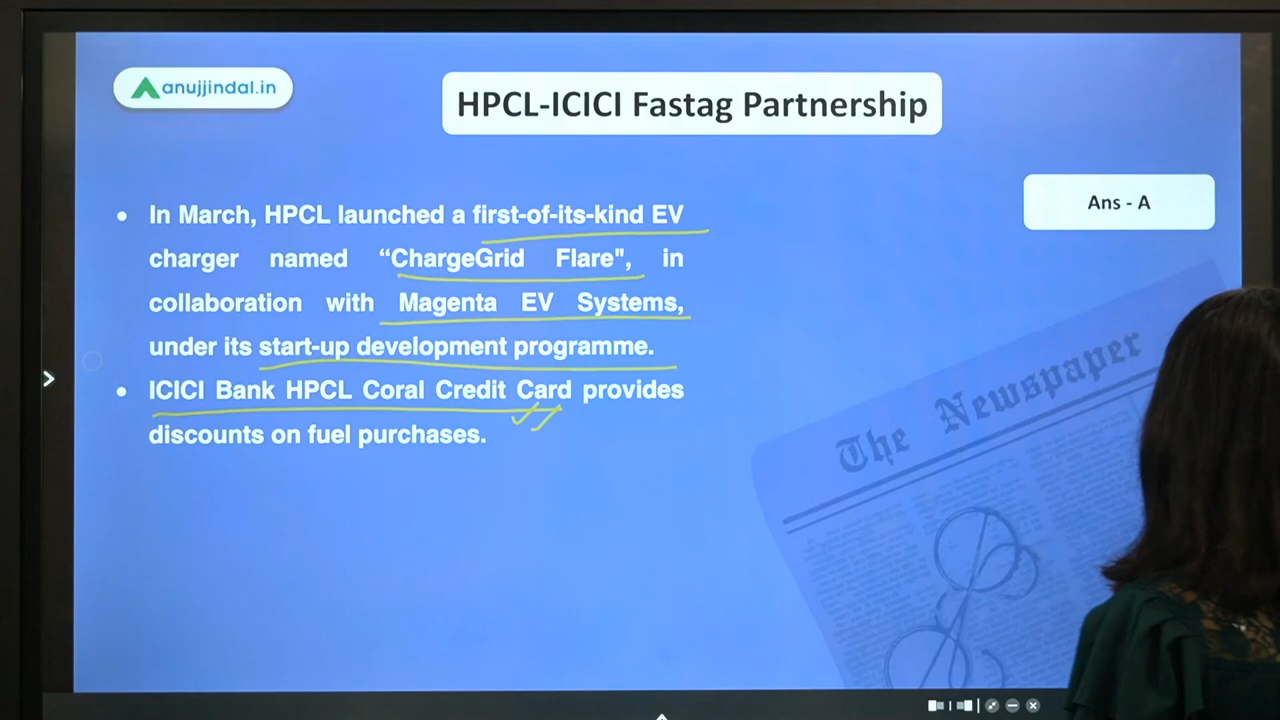 anujjindal.in
HPCL-ICICI Fastag Partnership
Ans - A
• In March, HPCL launched a first-of-its-kind EV
charger named “ChargeGrid Flare", in
collaboration with Magenta EV Systems,
under its start-up development programme.
• ICICI Bank HPCL Coral Credit Card provides
discounts on fuel purchases.
The Newspaper